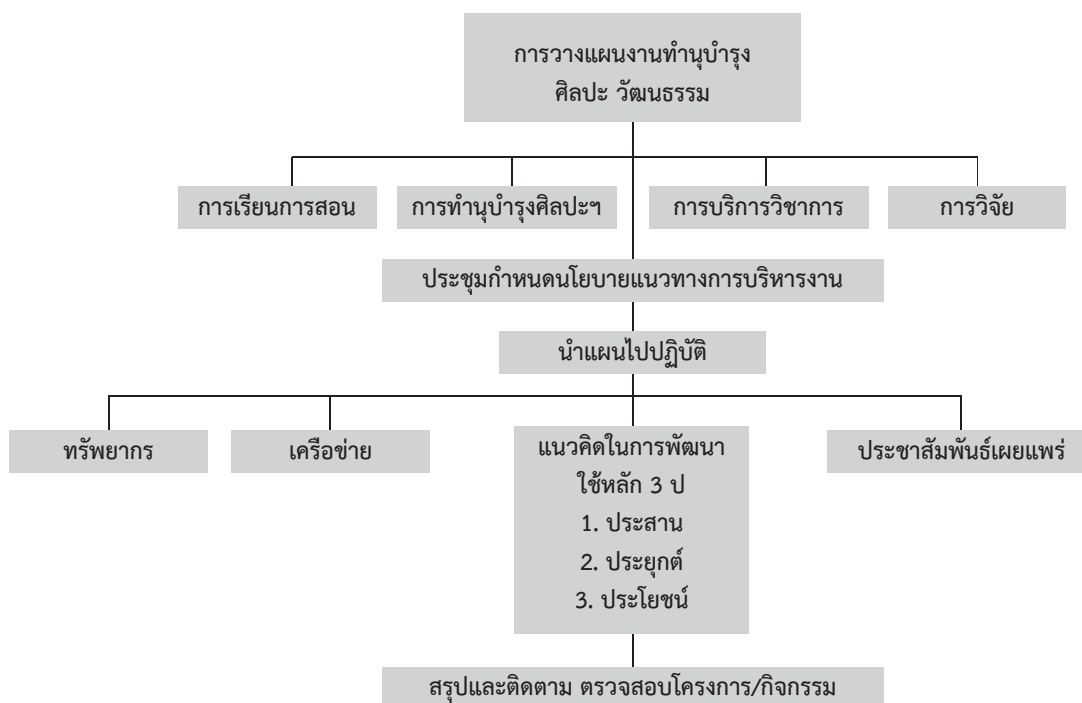 การวางแผนงานทำนุบำรุง
ศิลปะ วัฒนธรรม
การเรียนการสอน
การทำนุบำรุงศิลปะฯ
การบริการวิชาการ
การวิจัย
ประชุมกำหนดนโยบายแนวทางการบริหารงาน
นำแผนไปปฏิบัติ
ทรัพยากร
เครือข่าย
แนวคิดในการพัฒนา
ใช้หลัก 3 ป
1. ประสาน
2. ประยุกต์
3. ประโยชน์
ประชาสัมพันธ์เผยแพร่
สรุปและติดตาม ตรวจสอบโครงการ/กิจกรรม